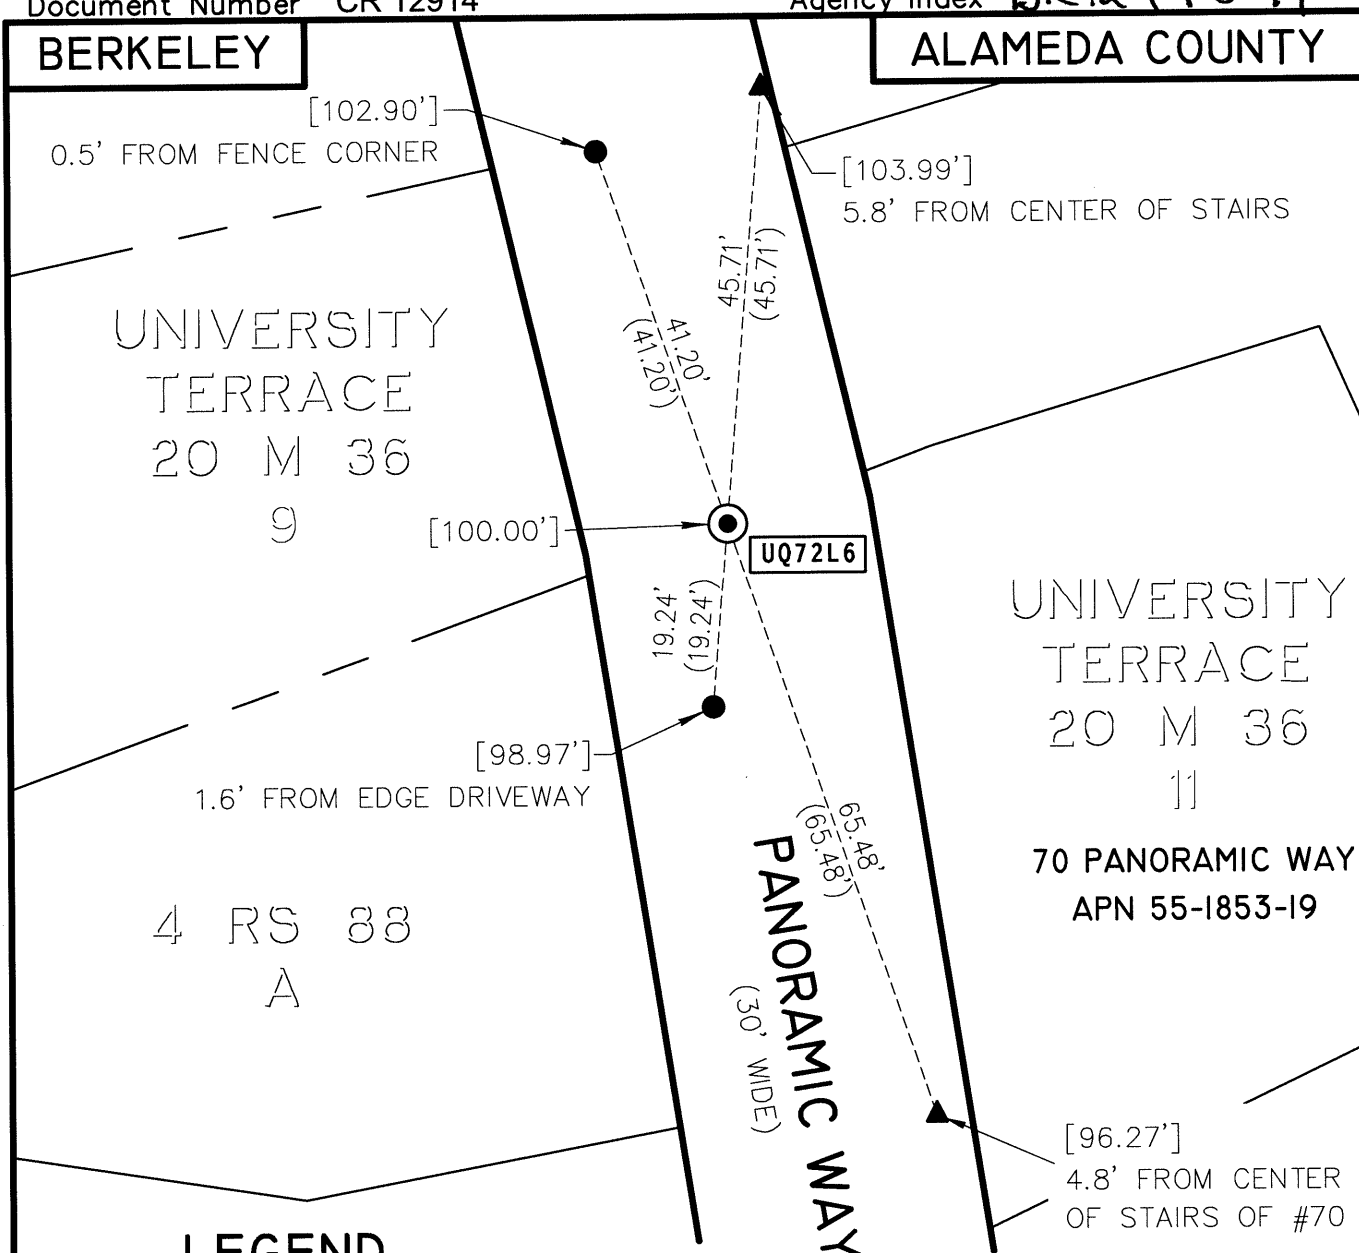 Document Number CR 12914
Agency Index
BERKELEY
ALAMEDA COUNTY
[102.90']
0.5' FROM FENCE CORNER
[103.99']
5.8' FROM CENTER OF STAIRS
45.71'
(45.71')
41.20'
(41.20')
UNIVERSITY
TERRACE
20 M 36
9
[100.00']
UQ72L6
19.24'
(19.24')
UNIVERSITY
TERRACE
20 M 36
11
[98.97']
1.6' FROM EDGE DRIVEWAY
65.48'
(65.48')
70 PANORAMIC WAY
APN 55-1853-19
4 RS 88
A
PANORAMIC WAY
(30' WIDE)
[96.27']
4.8' FROM CENTER
OF STAIRS OF #70
LEGEND